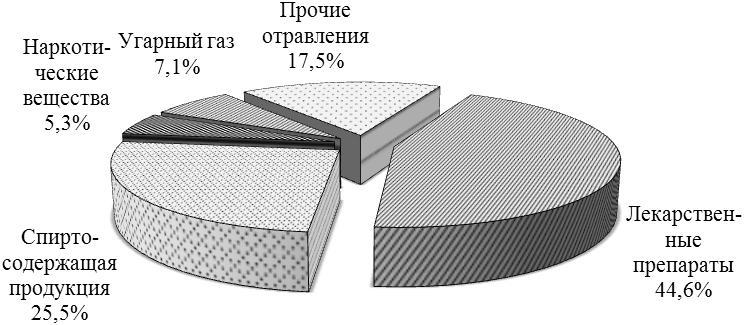 Прочие
отравления
17,5%
Угарный газ
7,1%
Наркоти-
ческие
вещества
5,3%
Спирто-
содержащая
продукция
25,5%
Лекарствен-
ные
препараты
44,6%